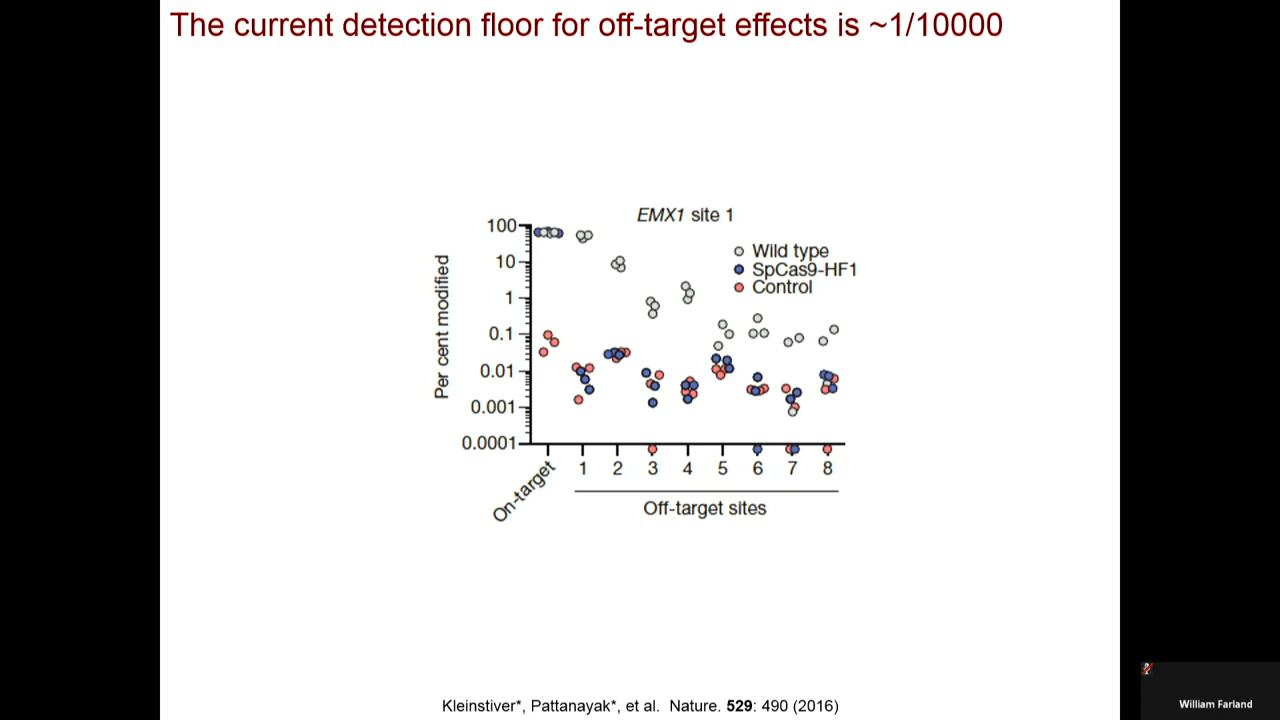 The current detection floor for off-target effects is ~1/10000
EMX1 site 1
Wild type
SpCas9-HF1
Control
Per cent modified
100
10
1
0.1
0.01
0.001
0.0001
On-target
1 2 3 4 5 6 7 8
Off-target sites
Kleinstiver*, Pattanayak*, et al. Nature. 529: 490 (2016)
William Farland